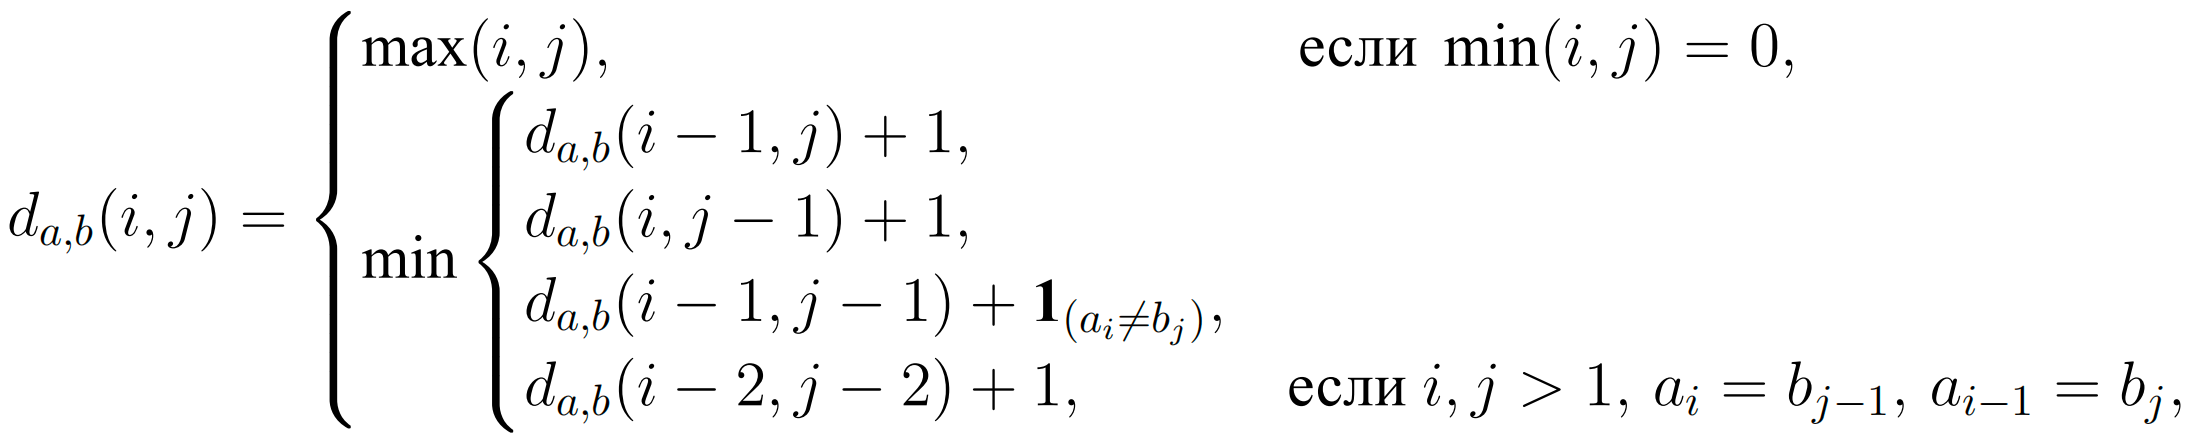 max(i, j), если min(i, j) = 0,
d_{a,b}(i − 1, j) + 1,
d_{a,b}(i, j) = min d_{a,b}(i, j − 1) + 1,
d_{a,b}(i − 1, j − 1) + 1_{(a_i≠b_j)},
d_{a,b}(i − 2, j − 2) + 1, если i, j > 1, a_i = b_{j−1}, a_{i−1} = b_j,